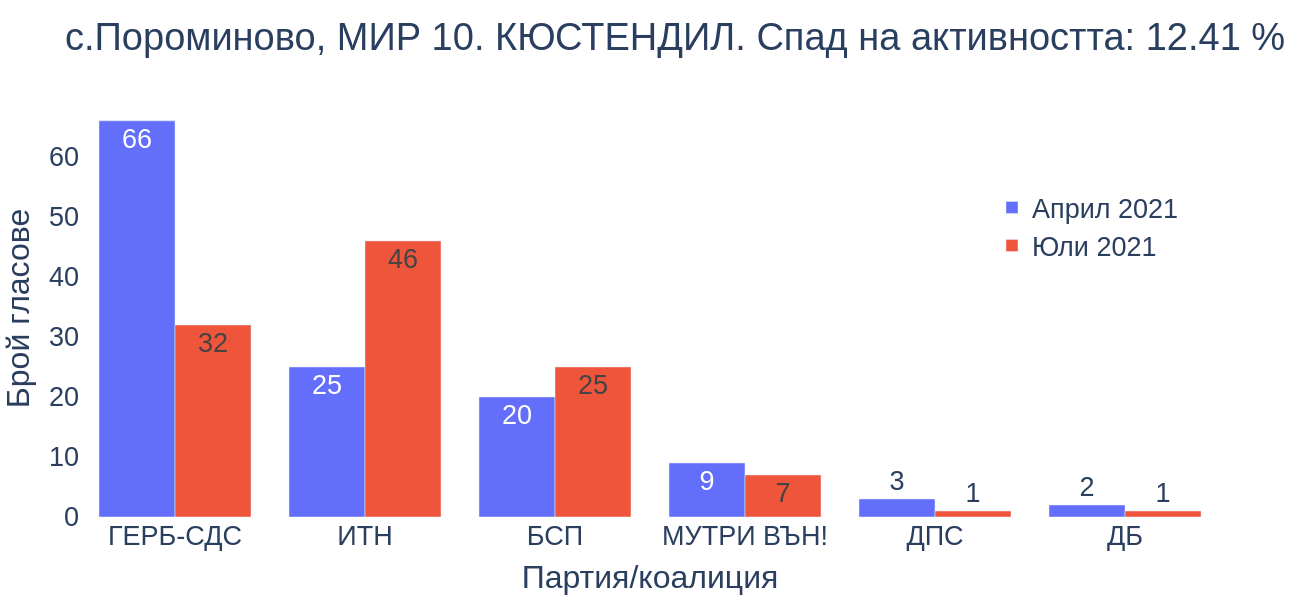 с.Пороминово, МИР 10. КЮСТЕНДИЛ. Спад на активността: 12.41 %
Брой гласове
60
50
40
30
20
10
0
66
32
25
46
20
25
9
7
3
1
2
1
Април 2021
Юли 2021
ГЕРБ-СДС
ИТН
БСП
МУТРИ ВЪН!
ДПС
ДБ
Партия/коалиция